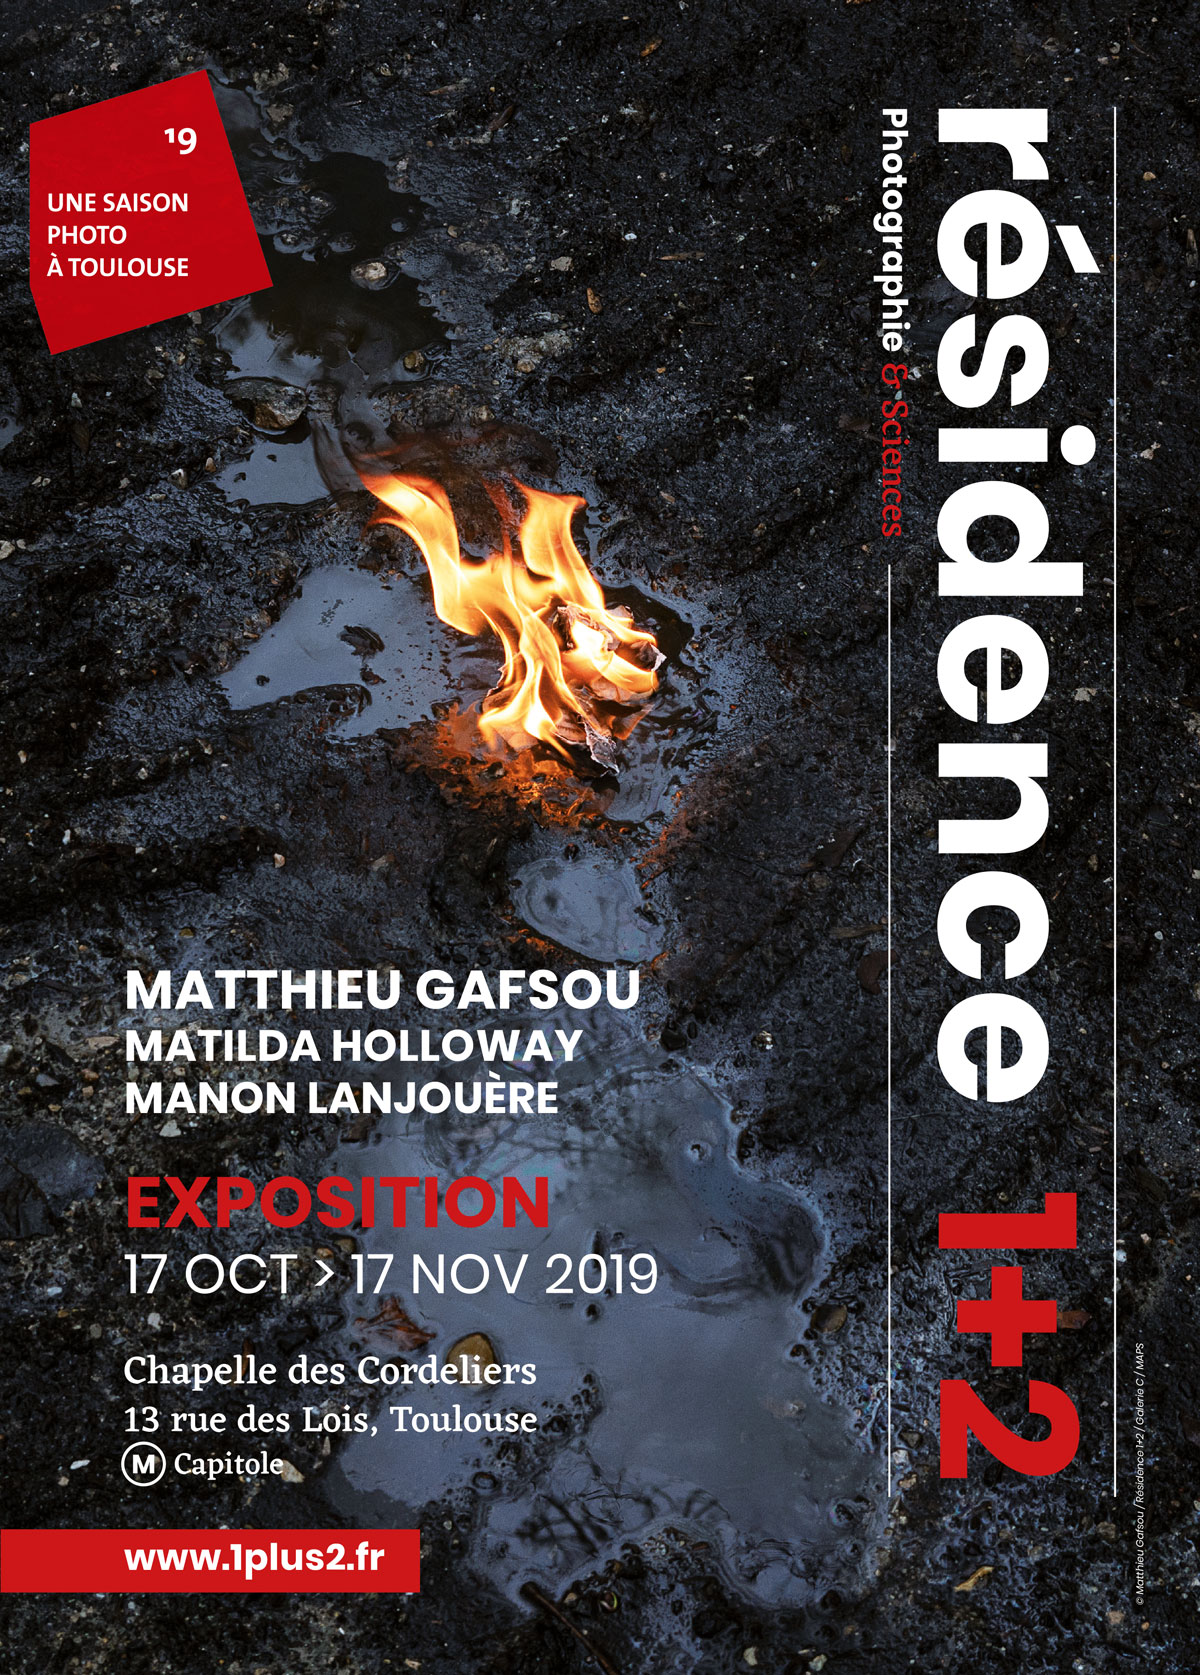 ¹9
UNE SAISON
PHOTO
À TOULOUSE
résidence 1+2
Photographie & Sciences
MATTHIEU GAFSOU
MATILDA HOLLOWAY
MANON LANJOUÈRE
EXPOSITION
17 OCT > 17 NOV 2019
Chapelle des Cordeliers
13 rue des Lois, Toulouse
M Capitole
www.1plus2.fr
© Matthieu Gafsou / Résidence 1+2 / Galerie C / MAPS